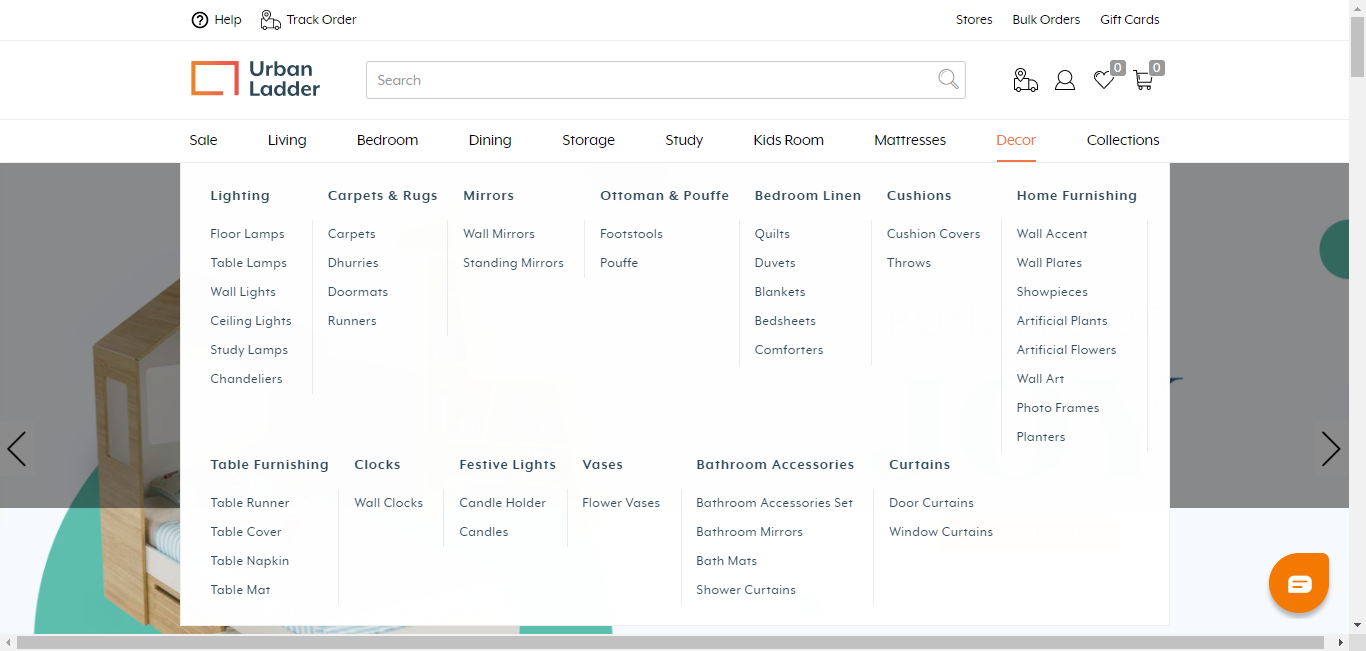 Help Track Order Stores Bulk Orders Gift Cards
Urban
Ladder
Search
0 0
Sale Living Bedroom Dining Storage Study Kids Room Mattresses Decor Collections
Lighting Carpets & Rugs Mirrors Ottoman & Pouffe Bedroom Linen Cushions Home Furnishing
Floor Lamps Carpets Wall Mirrors Footstools Quilts Cushion Covers Wall Accent
Table Lamps Dhurries Standing Mirrors Pouffe Duvets Throws Wall Plates
Wall Lights Doormats Blankets Showpieces
Ceiling Lights Runners Bedsheets Artificial Plants
Study Lamps Comforters Artificial Flowers
Chandeliers Wall Art
Photo Frames
Planters
Table Furnishing Clocks Festive Lights Vases Bathroom Accessories Curtains
Table Runner Wall Clocks Candle Holder Flower Vases Bathroom Accessories Set Door Curtains
Table Cover Candles Bathroom Mirrors Window Curtains
Table Napkin Bath Mats
Table Mat Shower Curtains